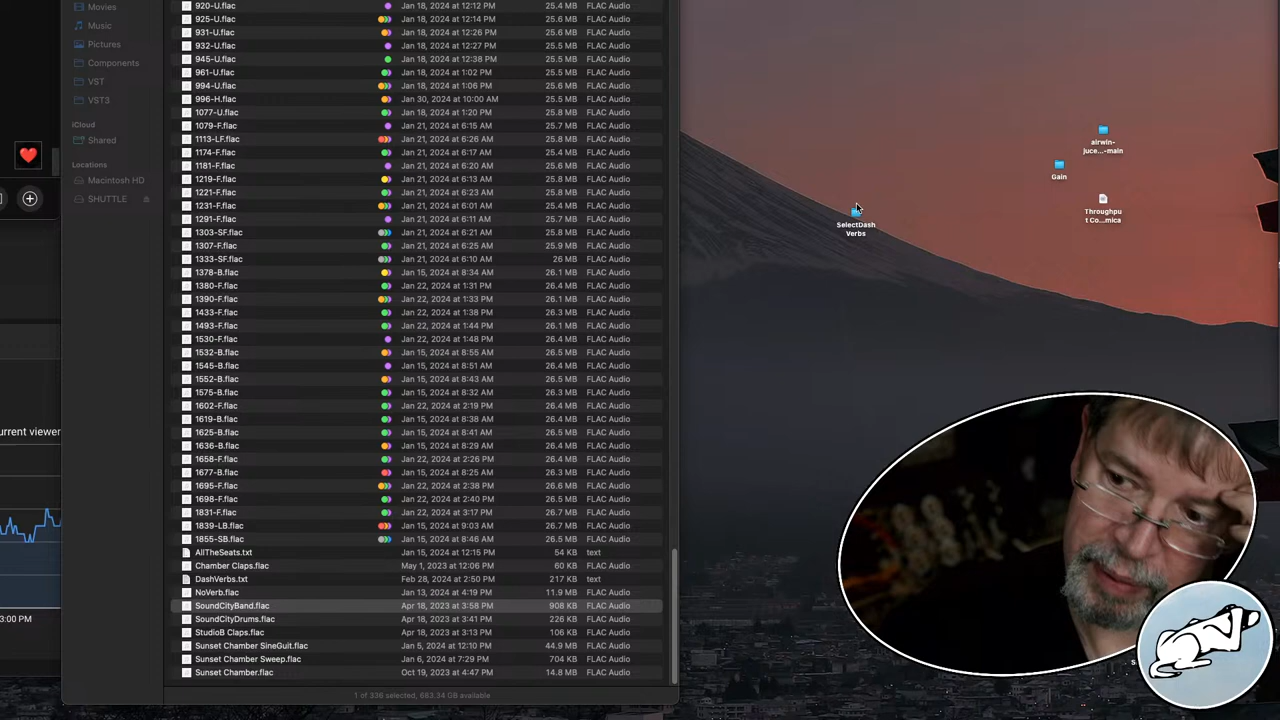 Movies
Music
Pictures
Components
VST
VST3
iCloud
Shared
Locations
Macintosh HD
SHUTTLE
urrent viewer
3:00 PM
920-U.flac Jan 18, 2024 at 12:12 PM 25.4 MB FLAC Audio
925-U.flac Jan 18, 2024 at 12:14 PM 25.6 MB FLAC Audio
931-U.flac Jan 18, 2024 at 12:26 PM 25.6 MB FLAC Audio
932-U.flac Jan 18, 2024 at 12:27 PM 25.5 MB FLAC Audio
945-U.flac Jan 18, 2024 at 12:38 PM 25.5 MB FLAC Audio
961-U.flac Jan 18, 2024 at 1:02 PM 25.5 MB FLAC Audio
994-U.flac Jan 18, 2024 at 1:06 PM 25.5 MB FLAC Audio
996-H.flac Jan 30, 2024 at 10:00 AM 25.5 MB FLAC Audio
1077-U.flac Jan 18, 2024 at 1:20 PM 25.8 MB FLAC Audio
1079-F.flac Jan 21, 2024 at 6:15 AM 25.7 MB FLAC Audio
1113-LF.flac Jan 21, 2024 at 6:26 AM 25.8 MB FLAC Audio
1174-F.flac Jan 21, 2024 at 6:17 AM 25.4 MB FLAC Audio
1181-F.flac Jan 21, 2024 at 6:20 AM 25.6 MB FLAC Audio
1219-F.flac Jan 21, 2024 at 6:13 AM 25.8 MB FLAC Audio
1221-F.flac Jan 21, 2024 at 6:23 AM 25.8 MB FLAC Audio
1231-F.flac Jan 21, 2024 at 6:01 AM 25.4 MB FLAC Audio
1291-F.flac Jan 21, 2024 at 6:11 AM 25.7 MB FLAC Audio
1303-SF.flac Jan 21, 2024 at 6:21 AM 25.8 MB FLAC Audio
1307-F.flac Jan 21, 2024 at 6:25 AM 25.9 MB FLAC Audio
1333-SF.flac Jan 21, 2024 at 6:10 AM 26 MB FLAC Audio
1378-B.flac Jan 15, 2024 at 8:34 AM 26.1 MB FLAC Audio
1380-F.flac Jan 22, 2024 at 1:31 PM 26.4 MB FLAC Audio
1390-F.flac Jan 22, 2024 at 1:33 PM 26.1 MB FLAC Audio
1433-F.flac Jan 22, 2024 at 1:38 PM 26.3 MB FLAC Audio
1493-F.flac Jan 22, 2024 at 1:44 PM 26.1 MB FLAC Audio
1530-F.flac Jan 22, 2024 at 1:48 PM 26.4 MB FLAC Audio
1532-B.flac Jan 15, 2024 at 8:55 AM 26.5 MB FLAC Audio
1545-B.flac Jan 15, 2024 at 8:51 AM 26.4 MB FLAC Audio
1552-B.flac Jan 15, 2024 at 8:43 AM 26.5 MB FLAC Audio
1575-B.flac Jan 15, 2024 at 8:32 AM 26.3 MB FLAC Audio
1602-F.flac Jan 22, 2024 at 2:19 PM 26.4 MB FLAC Audio
1619-B.flac Jan 15, 2024 at 8:38 AM 26.4 MB FLAC Audio
1625-B.flac Jan 15, 2024 at 8:41 AM 26.5 MB FLAC Audio
1636-B.flac Jan 15, 2024 at 8:29 AM 26.4 MB FLAC Audio
1658-F.flac Jan 22, 2024 at 2:26 PM 26.4 MB FLAC Audio
1677-B.flac Jan 15, 2024 at 8:25 AM 26.3 MB FLAC Audio
1695-F.flac Jan 22, 2024 at 2:38 PM 26.6 MB FLAC Audio
1698-F.flac Jan 22, 2024 at 2:40 PM 26.5 MB FLAC Audio
1831-F.flac Jan 22, 2024 at 3:17 PM 26.7 MB FLAC Audio
1839-LB.flac Jan 15, 2024 at 9:03 AM 26.7 MB FLAC Audio
1855-SB.flac Jan 15, 2024 at 8:46 AM 26.5 MB FLAC Audio
AllTheSeats.txt Jan 15, 2024 at 12:15 PM 54 KB text
Chamber Claps.flac May 1, 2023 at 12:06 PM 60 KB FLAC Audio
DashVerbs.txt Feb 28, 2024 at 2:50 PM 217 KB text
NoVerb.flac Jan 13, 2024 at 4:19 PM 11.9 MB FLAC Audio
SoundCityBand.flac Apr 18, 2023 at 3:58 PM 908 KB FLAC Audio
SoundCityDrums.flac Apr 18, 2023 at 3:41 PM 226 KB FLAC Audio
StudioB Claps.flac Apr 18, 2023 at 3:13 PM 106 KB FLAC Audio
Sunset Chamber SineGuit.flac Jan 5, 2024 at 12:10 PM 44.9 MB FLAC Audio
Sunset Chamber Sweep.flac Jan 6, 2024 at 7:29 PM 704 KB FLAC Audio
Sunset Chamber.flac Oct 19, 2023 at 4:47 PM 14.8 MB FLAC Audio
1 of 336 selected, 683.34 GB available
airwin-
juce...-main
Gain
Throughpu
t Co...mica
SelectDash
Verbs